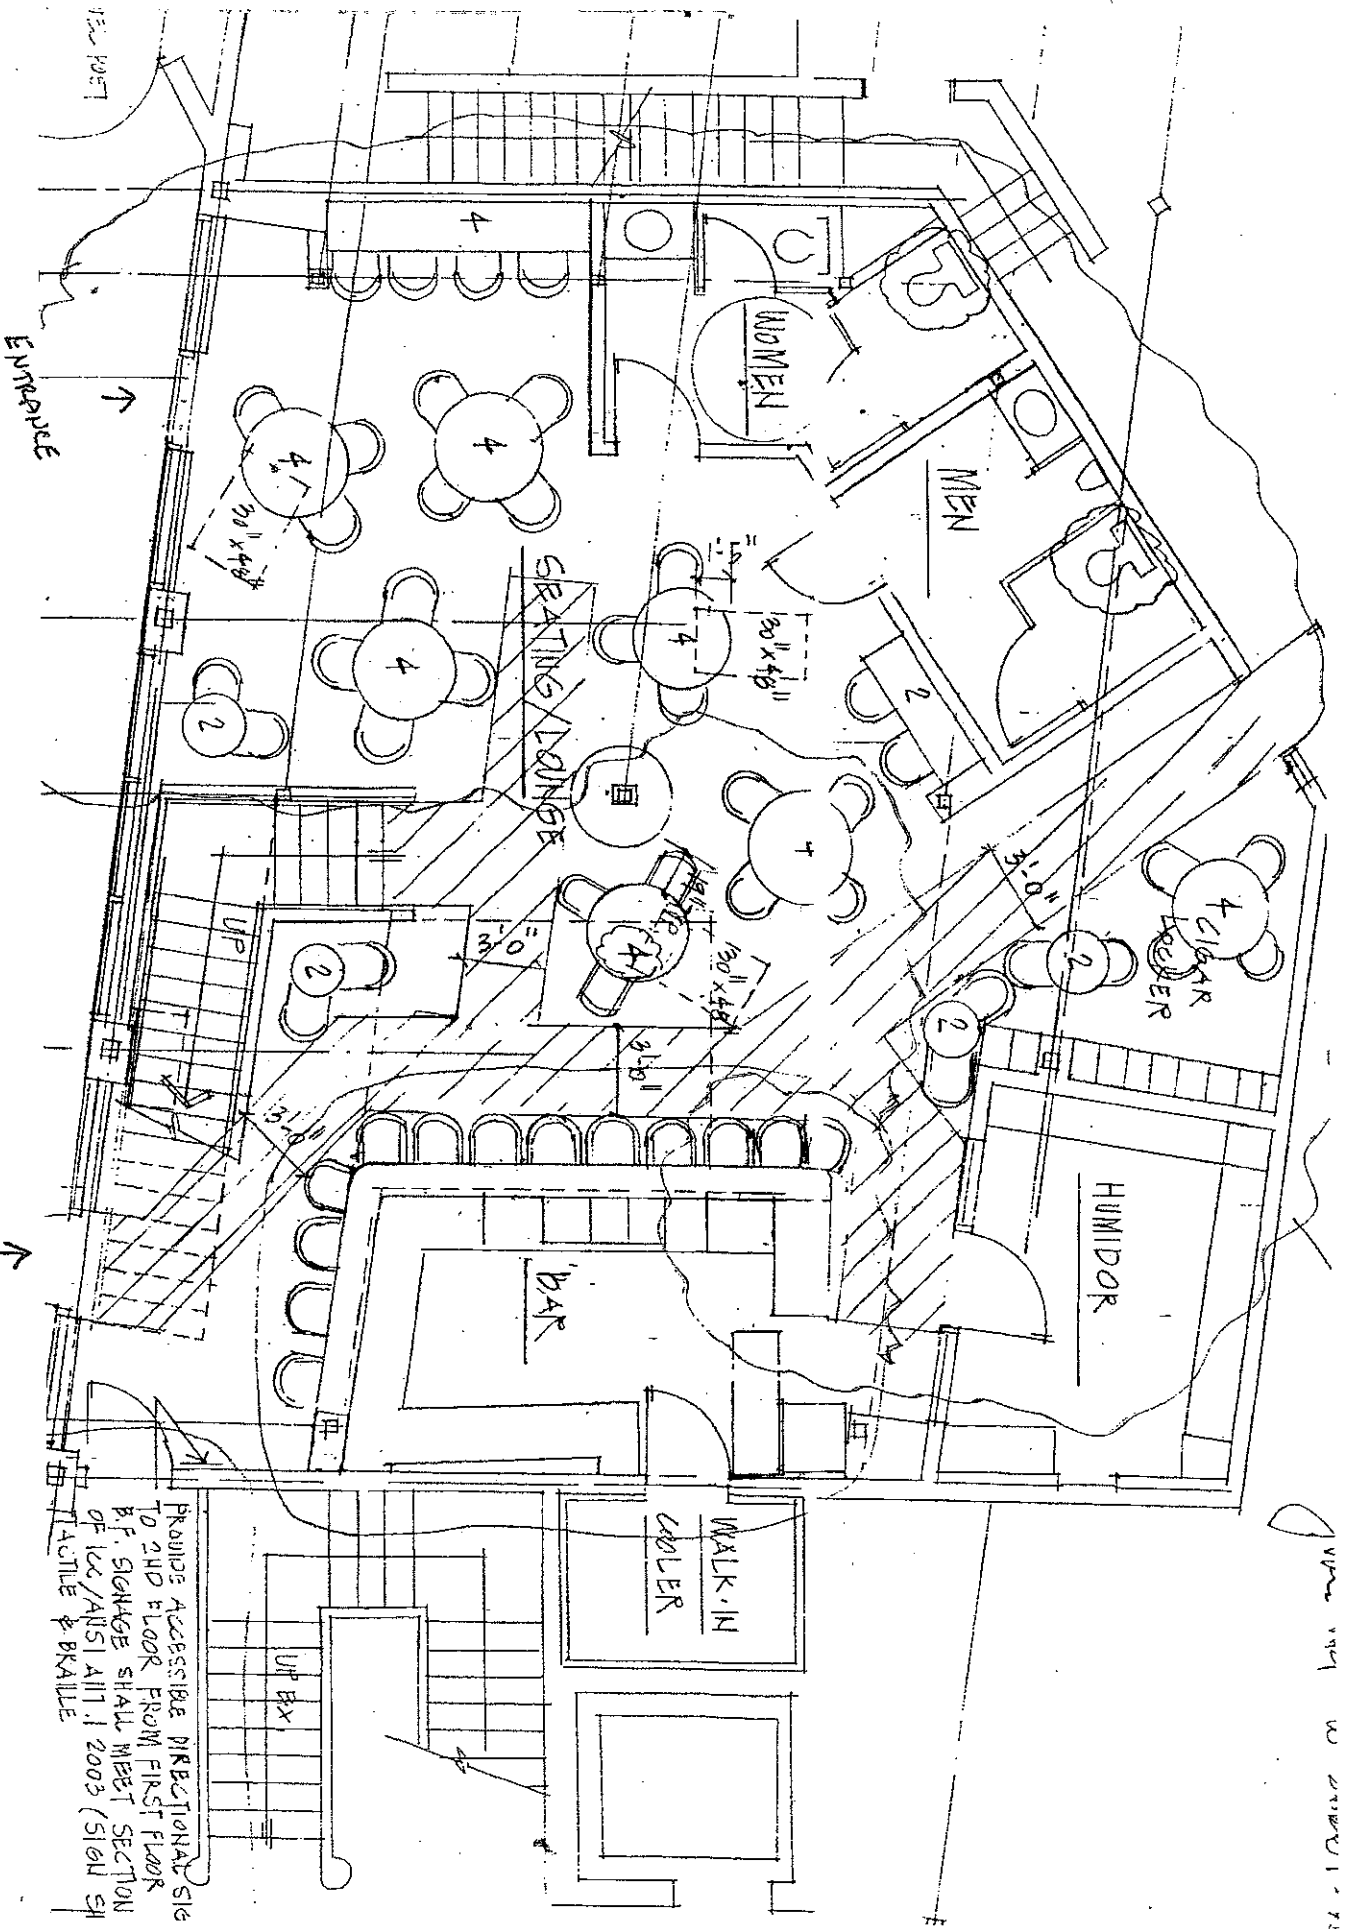 ENTRANCE
4
WOMEN
MEN
4
4
30" x 48"
SEATING / LOUNGE
4
30" x 48"
4
2
2
UP
2
3'-0"
30" x 48"
3'-0"
3'-0"
3'-0"
4
CIGAR
2
2
HUMIDOR
BAR
WALK-IN
COOLER
UP EX.
PROVIDE ACCESSIBLE DIRECTIONAL SIG
TO 2ND FLOOR FROM FIRST FLOOR
B.F. SIGNAGE SHALL MEET SECTION
OF ICC/ANSI A117.1 2003 (SIGN SH
TACTILE & BRAILLE